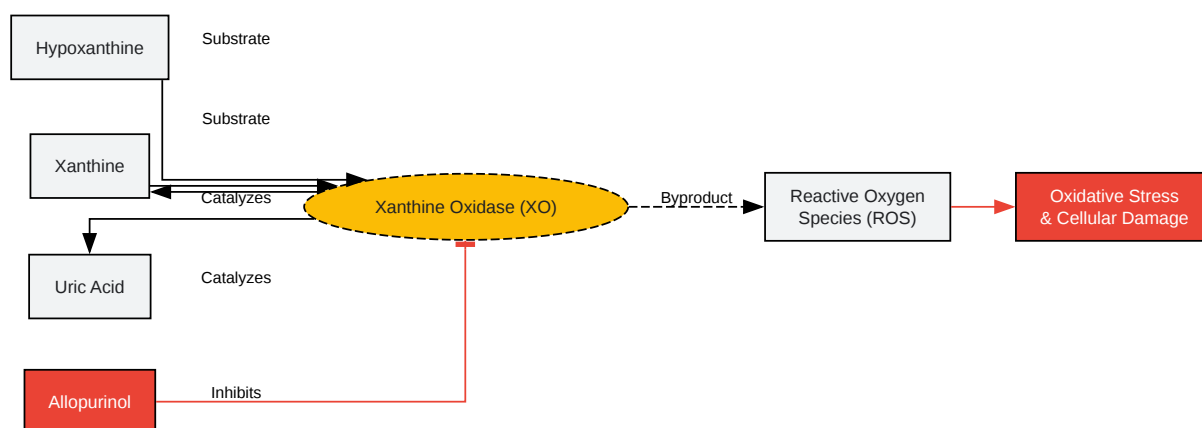 Hypoxanthine
Substrate
Substrate
Xanthine
Catalyzes
Xanthine Oxidase (XO)
Byproduct
Reactive Oxygen
Species (ROS)
Oxidative Stress
& Cellular Damage
Uric Acid
Catalyzes
Allopurinol
Inhibits